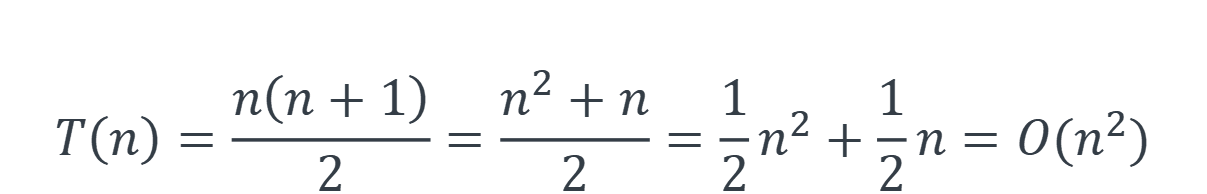 T(n) = n(n + 1)/2 = n² + n/2 = 1/2 n² + 1/2 n = O(n²)